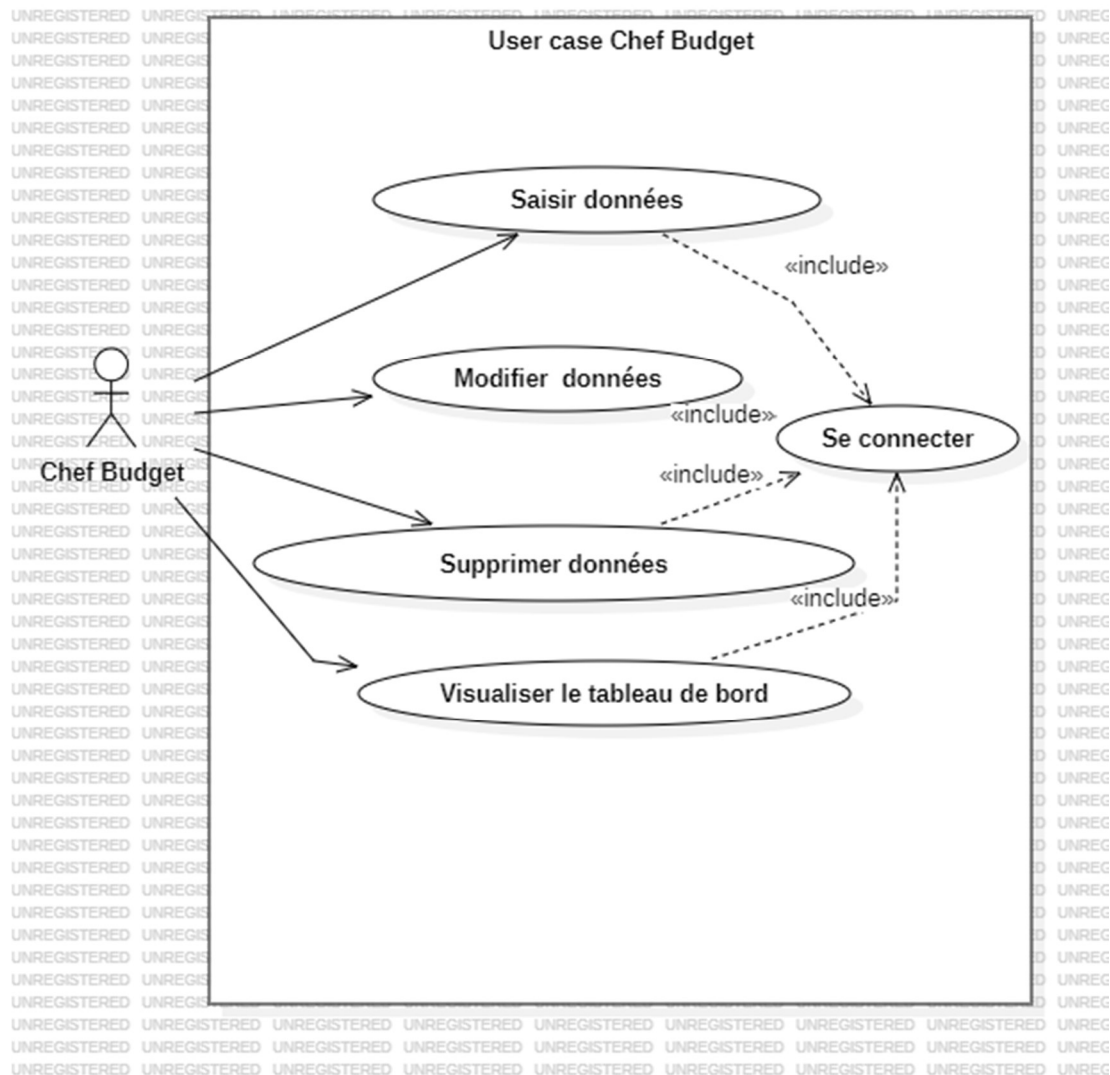 User case Chef Budget
Saisir données
«include»
Modifier  données
«include»
Se connecter
Chef Budget
«include»
Supprimer données
«include»
Visualiser le tableau de bord
UNREGISTERED